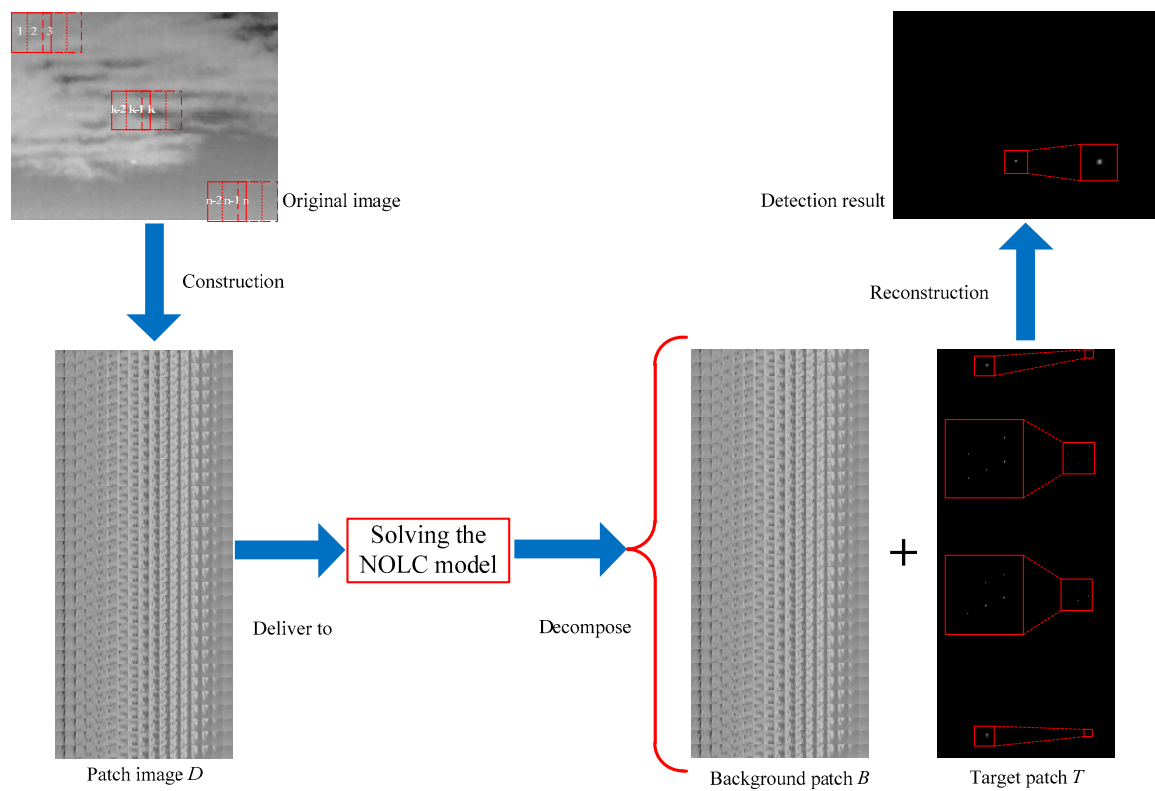 1 2 3
k-2 k-1 k
n-2 n-1 n
Original image
Detection result
Construction
Reconstruction
Solving the
NOLC model
Deliver to
Decompose
+
Patch image D
Background patch B
Target patch T